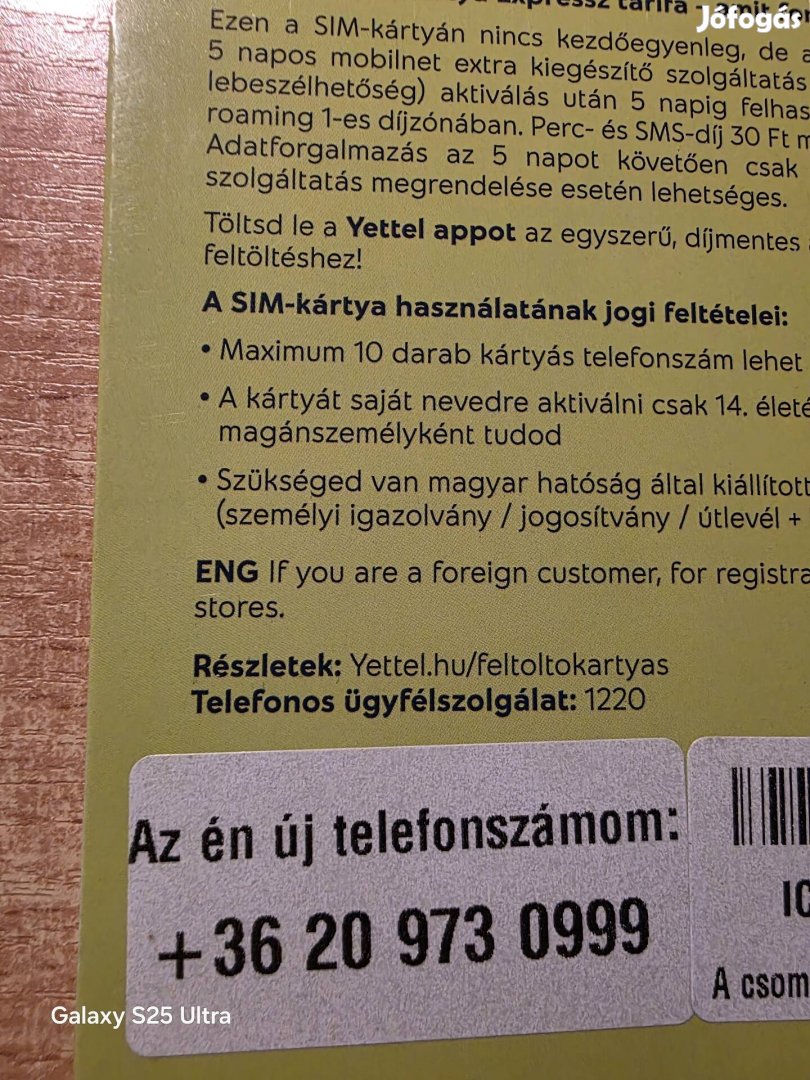 Jófogás
Expressz tarifa -
Ezen a SIM-kártyán nincs kezdőegyenleg, de a
5 napos mobilnet extra kiegészítő szolgáltatás
lebeszélhetőség) aktiválás után 5 napig felhas
roaming 1-es díjzónában. Perc- és SMS-díj 30 Ft m
Adatforgalmazás az 5 napot követően csak
szolgáltatás megrendelése esetén lehetséges.
Töltsd le a Yettel appot az egyszerű, díjmentes
feltöltéshez!
A SIM-kártya használatának jogi feltételei:
• Maximum 10 darab kártyás telefonszám lehet
• A kártyát saját nevedre aktiválni csak 14. életé
magánszemélyként tudod
• Szükséged van magyar hatóság által kiállított
(személyi igazolvány / jogosítvány / útlevél +
ENG If you are a foreign customer, for registra
stores.
Részletek: Yettel.hu/feltoltokartyas
Telefonos ügyfélszolgálat: 1220
Az én új telefonszámom:
+36 20 973 0999
IC
A csom
Galaxy S25 Ultra